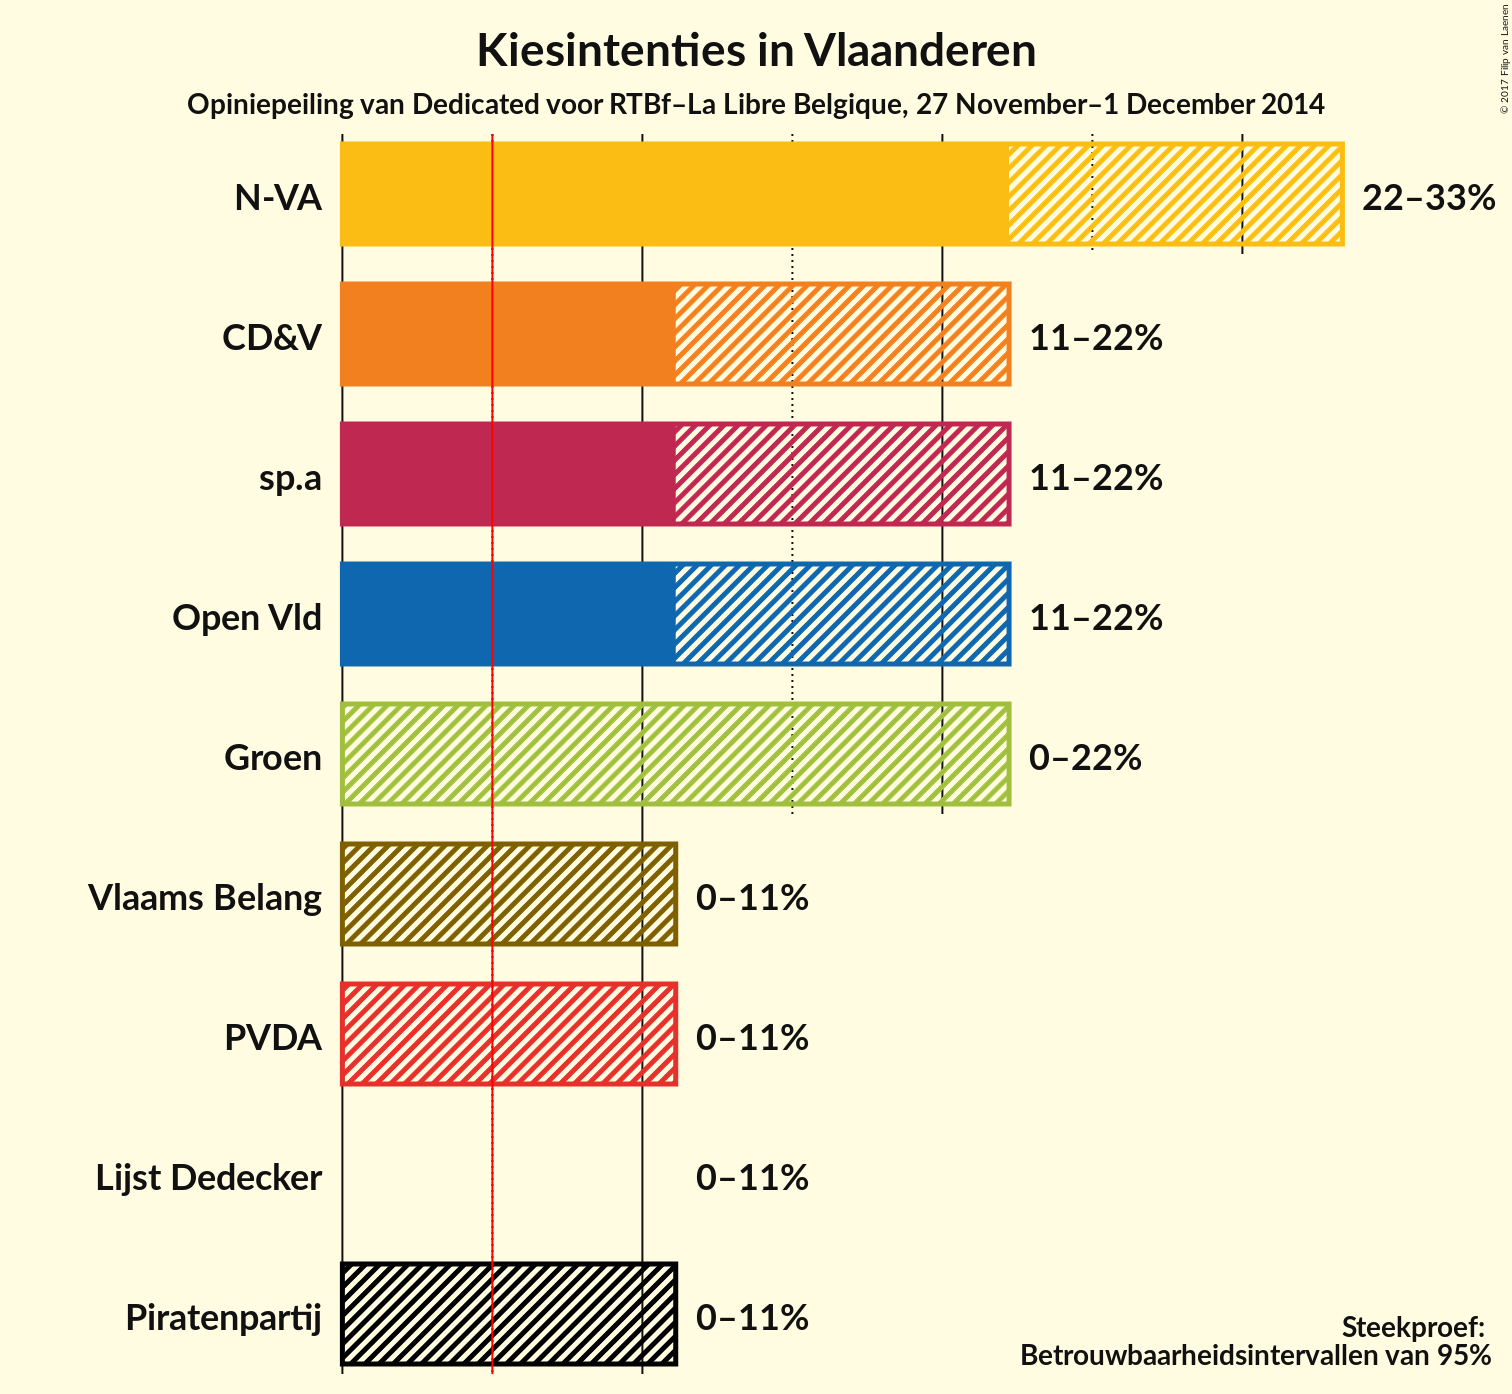 Kiesintenties in Vlaanderen
Opiniepeiling van Dedicated voor RTBf–La Libre Belgique, 27 November–1 December 2014
© 2017 Filip van Laenen
N-VA 22–33%
CD&V 11–22%
sp.a 11–22%
Open Vld 11–22%
Groen 0–22%
Vlaams Belang 0–11%
PVDA 0–11%
Lijst Dedecker 0–11%
Piratenpartij 0–11%
Steekproef:
Betrouwbaarheidsintervallen van 95%